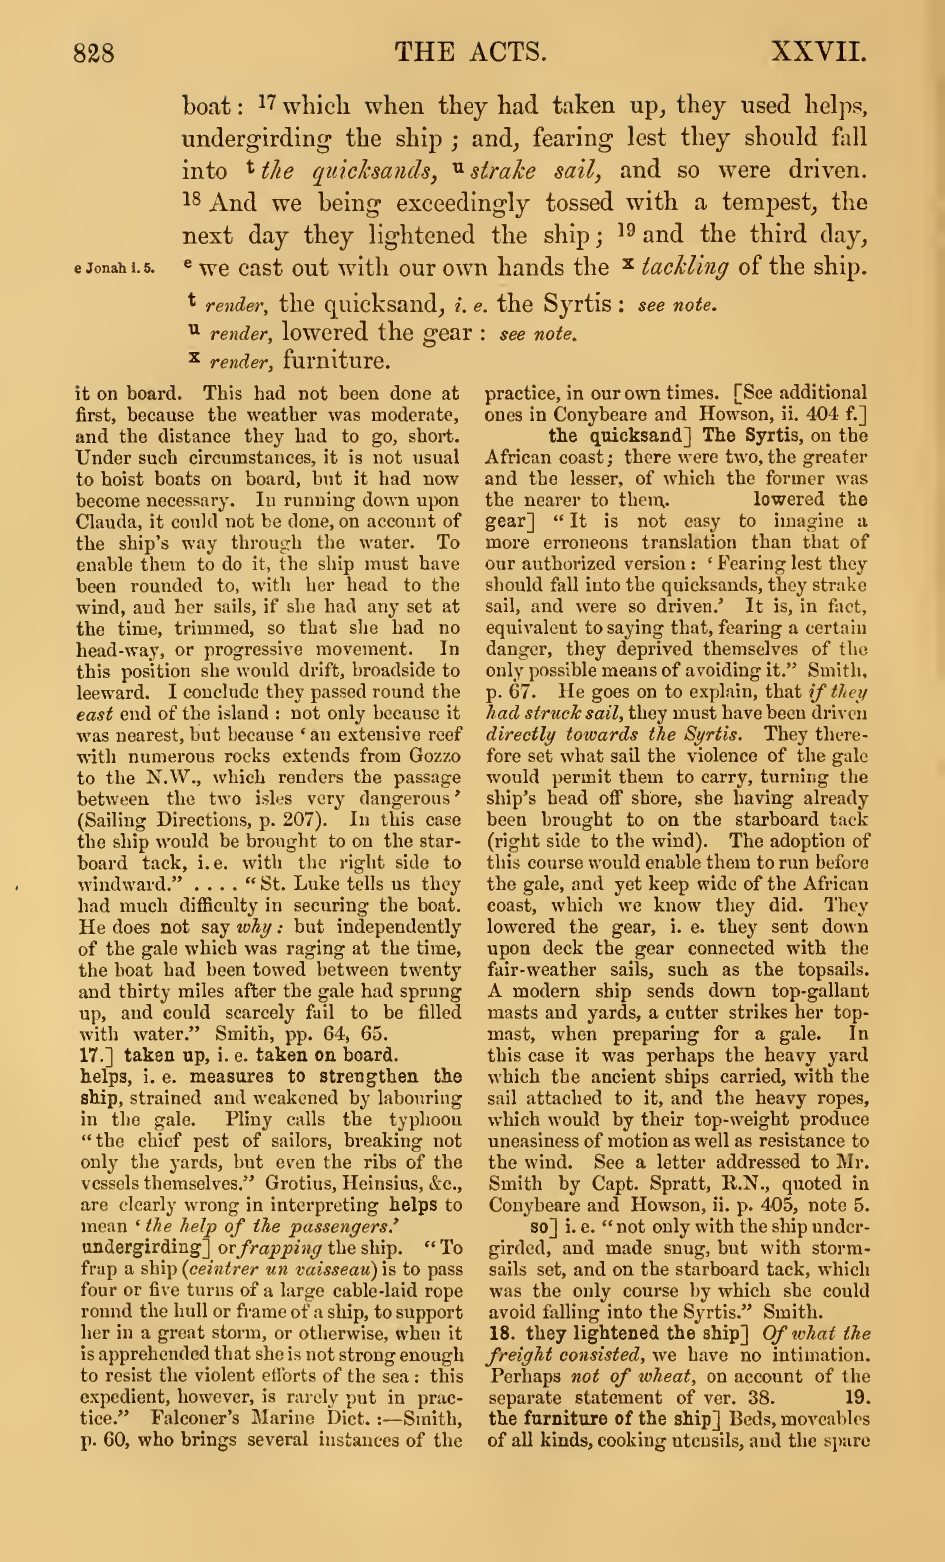 828 THE ACTS. XXVII.
boat : 17 which when they had taken up, they used helps,
undergirding the ship ; and, fearing lest they should fall
into t the quicksands, u strake sail, and so were driven.
18 And we being exceedingly tossed with a tempest, the
next day they lightened the ship ; 19 and the third day,
e Jonah i. 5. e we cast out with our own hands the x tackling of the ship.
t render, the quicksand, i. e. the Syrtis : see note.
u render, lowered the gear : see note.
x render, furniture.
it on board. This had not been done at
first, because the weather was moderate,
and the distance they had to go, short.
Under such circumstances, it is not usual
to hoist boats on board, but it had now
become necessary. In running down upon
Clauda, it could not be done, on account of
the ship's way through the water. To
enable them to do it, the ship must have
been rounded to, with her head to the
wind, and her sails, if she had any set at
the time, trimmed, so that she had no
head-way, or progressive movement. In
this position she would drift, broadside to
leeward. I conclude they passed round the
east end of the island : not only because it
was nearest, but because ‘ an extensive reef
with numerous rocks extends from Gozzo
to the N.W., which renders the passage
between the two isles very dangerous ’
(Sailing Directions, p. 207). In this case
the ship would be brought to on the star-
board tack, i. e. with the right side to
windward.” . . . . “ St. Luke tells us they
had much difficulty in securing the boat.
He does not say why : but independently
of the gale which was raging at the time,
the boat had been towed between twenty
and thirty miles after the gale had sprung
up, and could scarcely fail to be filled
with water.” Smith, pp. 64, 65.
17.] taken up, i. e. taken on board.
helps, i. e. measures to strengthen the
ship, strained and weakened by labouring
in the gale. Pliny calls the typhoon
“ the chief pest of sailors, breaking not
only the yards, but even the ribs of the
vessels themselves.” Grotius, Heinsius, &c.,
are clearly wrong in interpreting helps to
mean ‘ the help of the passengers.’
undergirding] or frapping the ship. “ To
frap a ship (ceintrer un vaisseau) is to pass
four or five turns of a large cable-laid rope
round the hull or frame of a ship, to support
her in a great storm, or otherwise, when it
is apprehended that she is not strong enough
to resist the violent efforts of the sea : this
expedient, however, is rarely put in prac-
tice.” Falconer's Marine Dict. :—Smith,
p. 60, who brings several instances of the
practice, in our own times. [See additional
ones in Conybeare and Howson, ii. 404 f.]
the quicksand] The Syrtis, on the
African coast ; there were two, the greater
and the lesser, of which the former was
the nearer to them. lowered the
gear] “ It is not easy to imagine a
more erroneous translation than that of
our authorized version : ‘ Fearing lest they
should fall into the quicksands, they strake
sail, and were so driven.’ It is, in fact,
equivalent to saying that, fearing a certain
danger, they deprived themselves of the
only possible means of avoiding it.” Smith,
p. 67. He goes on to explain, that if they
had struck sail, they must have been driven
directly towards the Syrtis. They there-
fore set what sail the violence of the gale
would permit them to carry, turning the
ship's head off shore, she having already
been brought to on the starboard tack
(right side to the wind). The adoption of
this course would enable them to run before
the gale, and yet keep wide of the African
coast, which we know they did. They
lowered the gear, i. e. they sent down
upon deck the gear connected with the
fair-weather sails, such as the topsails.
A modern ship sends down top-gallant
masts and yards, a cutter strikes her top-
mast, when preparing for a gale. In
this case it was perhaps the heavy yard
which the ancient ships carried, with the
sail attached to it, and the heavy ropes,
which would by their top-weight produce
uneasiness of motion as well as resistance to
the wind. See a letter addressed to Mr.
Smith by Capt. Spratt, R.N., quoted in
Conybeare and Howson, ii. p. 405, note 5.
so] i. e. “ not only with the ship under-
girded, and made snug, but with storm-
sails set, and on the starboard tack, which
was the only course by which she could
avoid falling into the Syrtis.” Smith.
18. they lightened the ship] Of what the
freight consisted, we have no intimation.
Perhaps not of wheat, on account of the
separate statement of ver. 38. 19.
the furniture of the ship] Beds, moveables
of all kinds, cooking utensils, and the spare